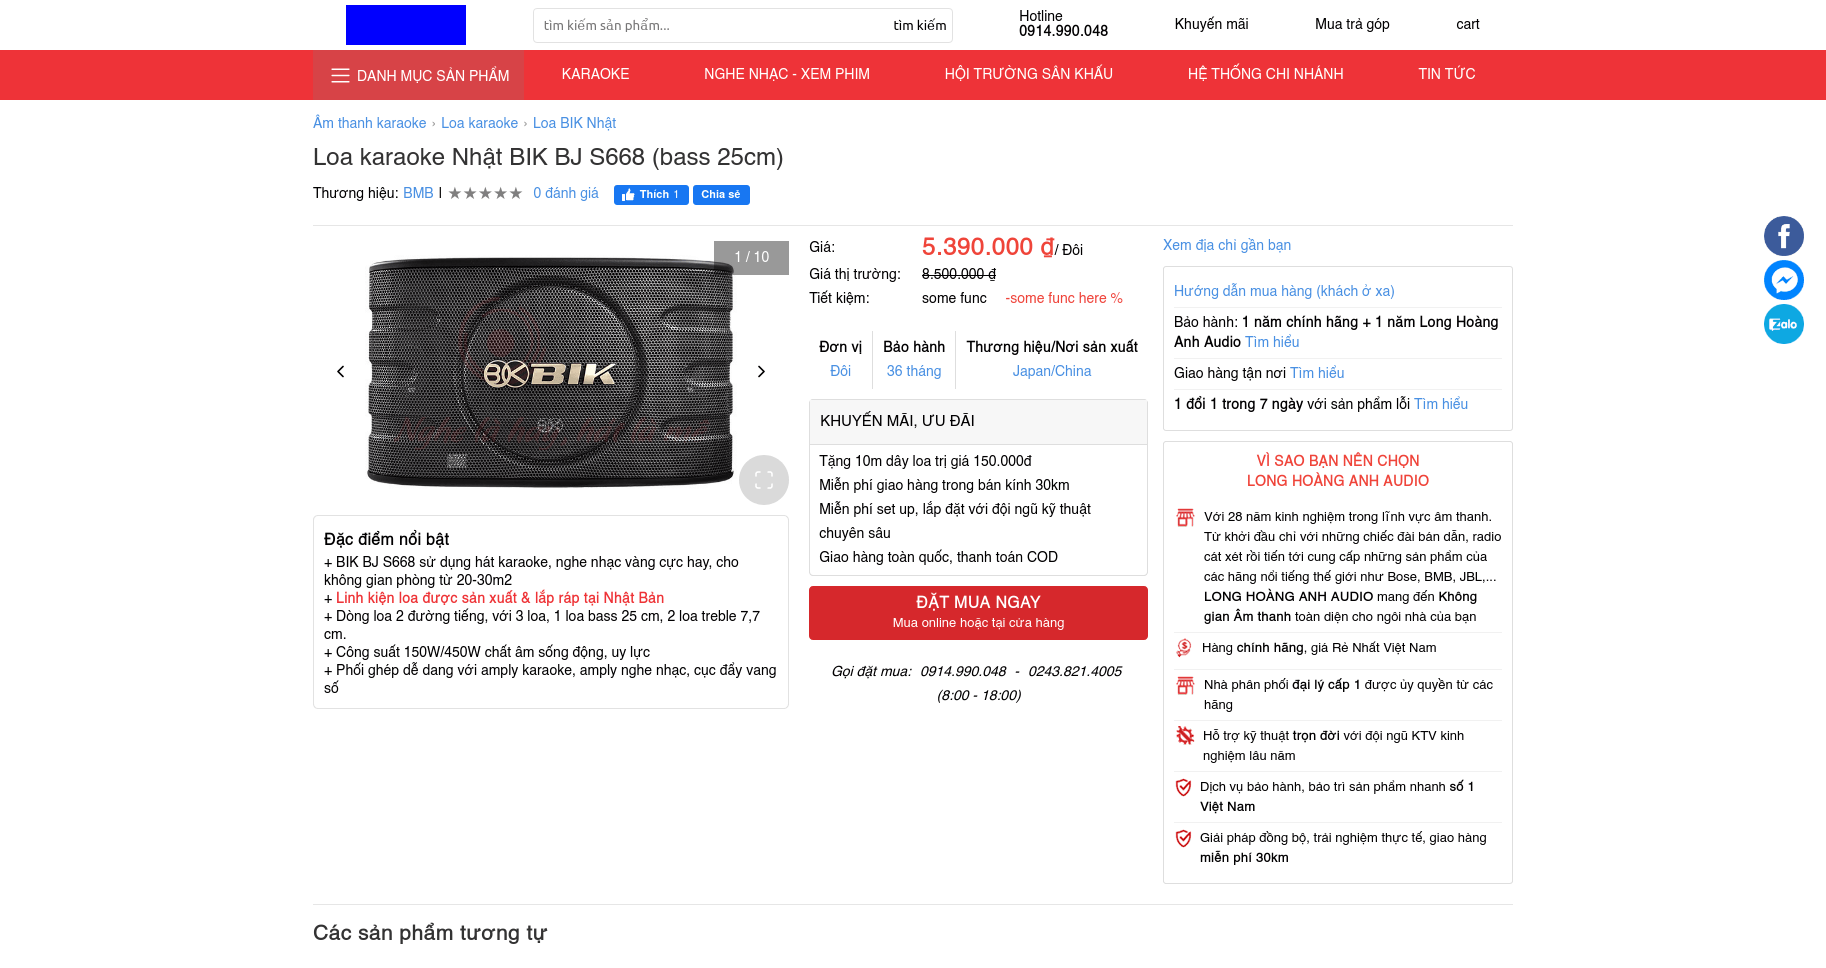 tìm kiếm sản phẩm...
tìm kiếm
Hotline
0914.990.048
Khuyến mãi
Mua trả góp
cart
DANH MỤC SẢN PHẨM
KARAOKE
NGHE NHẠC - XEM PHIM
HỘI TRƯỜNG SÂN KHẤU
HỆ THỐNG CHI NHÁNH
TIN TỨC
Âm thanh karaoke › Loa karaoke › Loa BIK Nhật
Loa karaoke Nhật BIK BJ S668 (bass 25cm)
Thương hiệu: BMB | ★★★★★ 0 đánh giá
Thích 1
Chia sẻ
1 / 10
BIK
Đặc điểm nổi bật
+ BIK BJ S668 sử dụng hát karaoke, nghe nhạc vàng cực hay, cho
không gian phòng từ 20-30m2
+ Linh kiện loa được sản xuất & lắp ráp tại Nhật Bản
+ Dòng loa 2 đường tiếng, với 3 loa, 1 loa bass 25 cm, 2 loa treble 7,7
cm.
+ Công suất 150W/450W chất âm sống động, uy lực
+ Phối ghép dễ dang với amply karaoke, amply nghe nhạc, cục đẩy vang
số
Giá: 5.390.000 ₫/ Đôi
Giá thị trường: 8.500.000 ₫
Tiết kiệm: some func -some func here %
Đơn vị
Đôi
Bảo hành
36 tháng
Thương hiệu/Nơi sản xuất
Japan/China
KHUYẾN MÃI, ƯU ĐÃI
Tặng 10m dây loa trị giá 150.000đ
Miễn phí giao hàng trong bán kính 30km
Miễn phí set up, lắp đặt với đội ngũ kỹ thuật
chuyên sâu
Giao hàng toàn quốc, thanh toán COD
ĐẶT MUA NGAY
Mua online hoặc tại cửa hàng
Gọi đặt mua: 0914.990.048 - 0243.821.4005
(8:00 - 18:00)
Xem địa chỉ gần bạn
Hướng dẫn mua hàng (khách ở xa)
Bảo hành: 1 năm chính hãng + 1 năm Long Hoàng
Anh Audio Tìm hiểu
Giao hàng tận nơi Tìm hiểu
1 đổi 1 trong 7 ngày với sản phẩm lỗi Tìm hiểu
VÌ SAO BẠN NÊN CHỌN
LONG HOÀNG ANH AUDIO
Với 28 năm kinh nghiệm trong lĩnh vực âm thanh.
Từ khởi đầu chỉ với những chiếc đài bán dẫn, radio
cát xét rồi tiến tới cung cấp những sản phẩm của
các hãng nổi tiếng thế giới như Bose, BMB, JBL,...
LONG HOÀNG ANH AUDIO mang đến Không
gian Âm thanh toàn diện cho ngôi nhà của bạn
Hàng chính hãng, giá Rẻ Nhất Việt Nam
Nhà phân phối đại lý cấp 1 được ủy quyền từ các
hãng
Hỗ trợ kỹ thuật trọn đời với đội ngũ KTV kinh
nghiệm lâu năm
Dịch vụ bảo hành, bảo trì sản phẩm nhanh số 1
Việt Nam
Giải pháp đồng bộ, trải nghiệm thực tế, giao hàng
miễn phí 30km
Zalo
Các sản phẩm tương tự